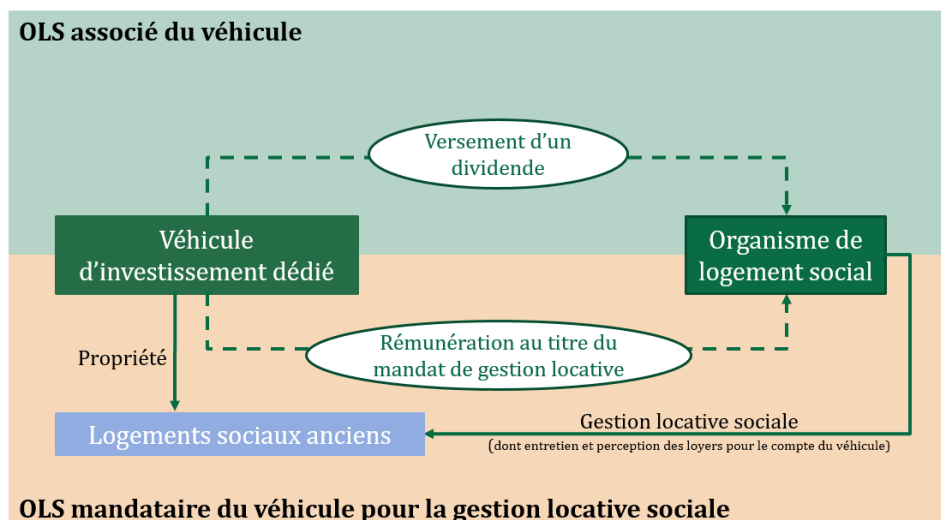 OLS associé du véhicule
Versement d’un
dividende
Véhicule
d’investissement dédié
Organisme de
logement social
Rémunération au titre du
mandat de gestion locative
Propriété
Logements sociaux anciens
Gestion locative sociale
(dont entretien et perception des loyers pour le compte du véhicule)
OLS mandataire du véhicule pour la gestion locative sociale